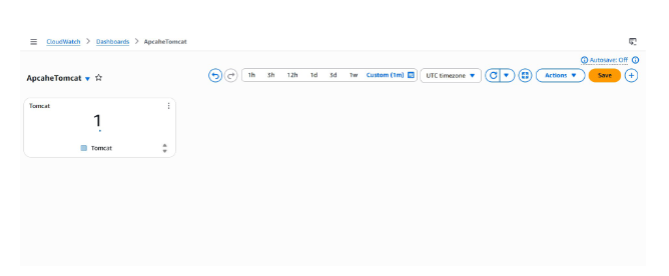 CloudWatch > Dashboards > ApcaheTomcat
Autosave: Off
ApcaheTomcat
1h 3h 12h 1d 3d 1w Custom (1m) UTC timezone Actions Save
Tomcat
1
Tomcat